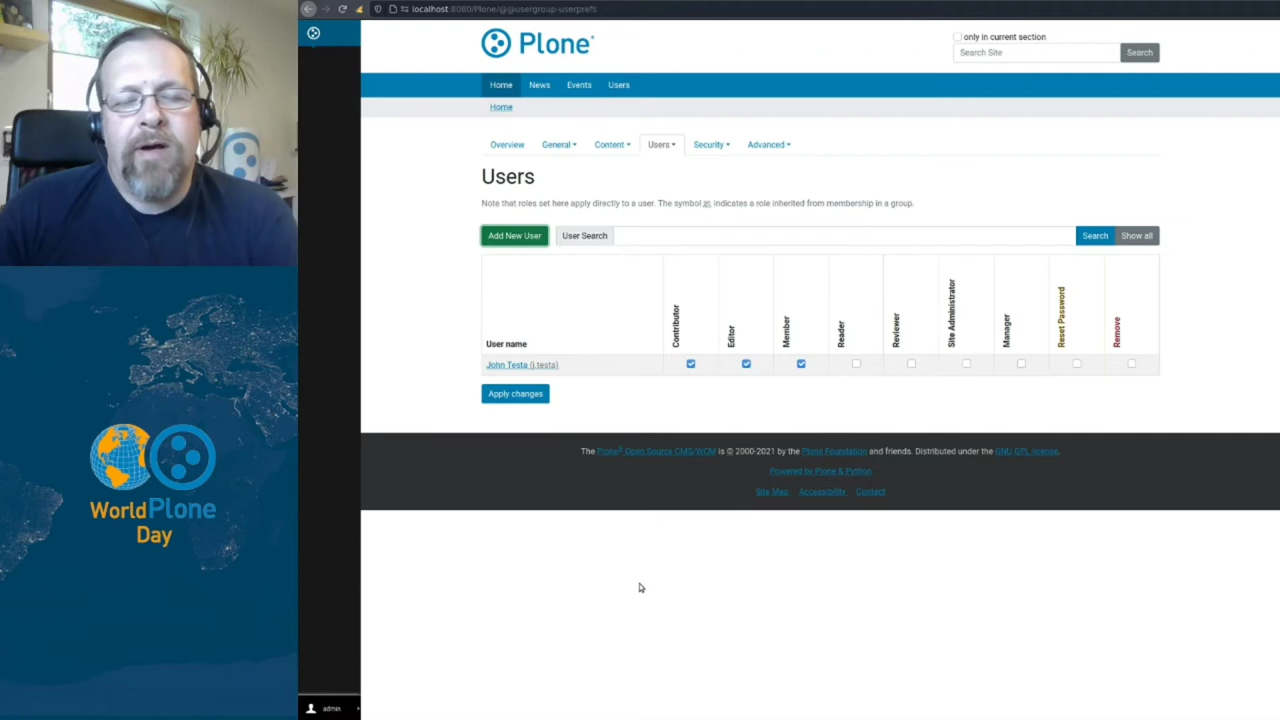 localhost:8080/Plone/@@usergroup-userprefs
Plone®
only in current section
Search Site
Search
Home News Events Users
Home
Overview General Content Users Security Advanced
Users
Note that roles set here apply directly to a user. The symbol , indicates a role inherited from membership in a group.
Add New User User Search Search Show all
User name Contributor Editor Member Reader Reviewer Site Administrator Manager Reset Password Remove
John Testa (j.testa)
Apply changes
The Plone® Open Source CMS/WCM is © 2000-2021 by the Plone Foundation and friends. Distributed under the GNU GPL licence.
Powered by Plone & Python
Site Map Accessibility Contact
WorldPlone
Day
admin